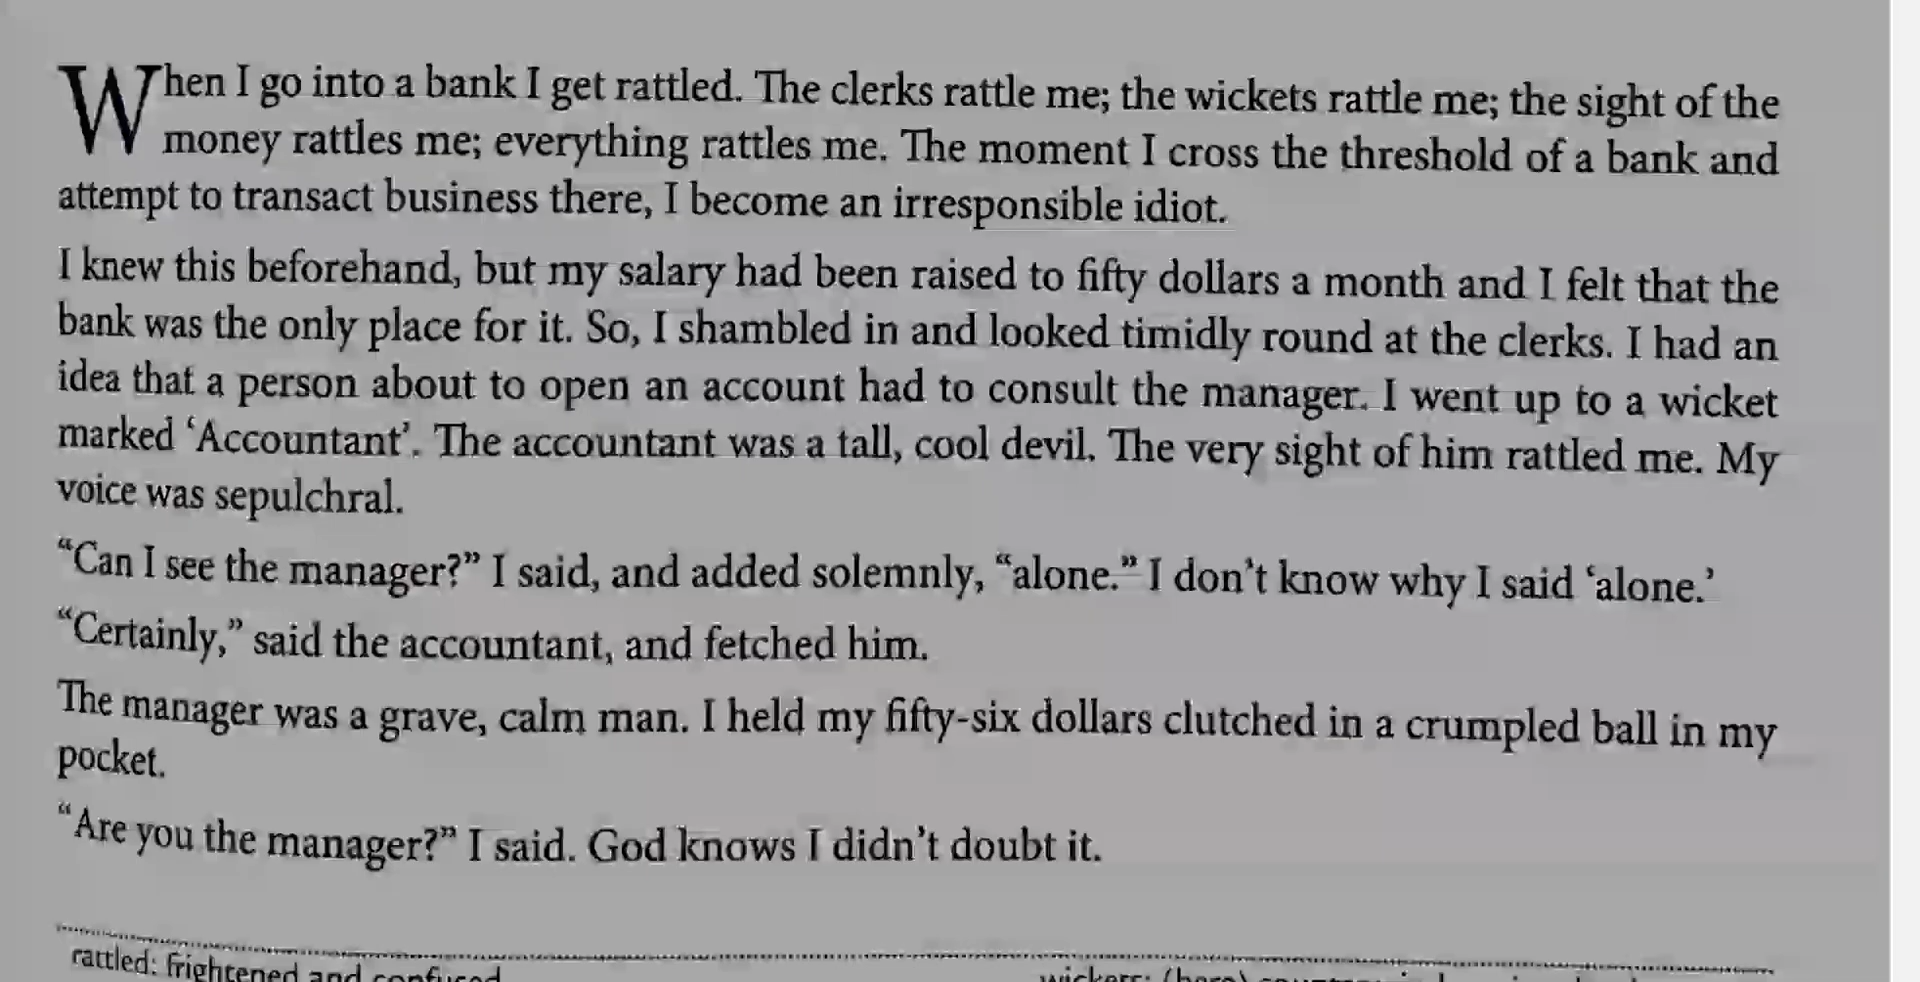 When I go into a bank I get rattled. The clerks rattle me; the wickets rattle me; the sight of the
money rattles me; everything rattles me. The moment I cross the threshold of a bank and
attempt to transact business there, I become an irresponsible idiot.
I knew this beforehand, but my salary had been raised to fifty dollars a month and I felt that the
bank was the only place for it. So, I shambled in and looked timidly round at the clerks. I had an
idea that a person about to open an account had to consult the manager. I went up to a wicket
marked ‘Accountant’. The accountant was a tall, cool devil. The very sight of him rattled me. My
voice was sepulchral.
“Can I see the manager?” I said, and added solemnly, “alone.” I don’t know why I said ‘alone.’
“Certainly,” said the accountant, and fetched him.
The manager was a grave, calm man. I held my fifty-six dollars clutched in a crumpled ball in my
pocket.
“Are you the manager?” I said. God knows I didn’t doubt it.
rattled: frightened and confused